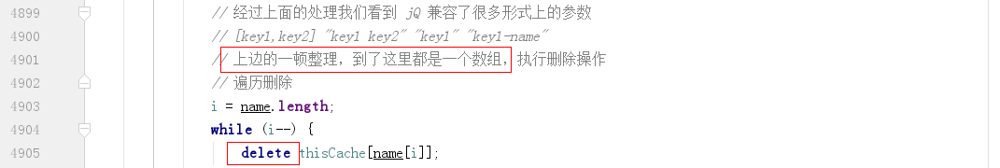 4899 // 经过上面的处理我们看到 jQ 兼容了很多形式上的参数
4900 // [key1,key2] "key1 key2" "key1" "key1-name"
4901 // 上边的一顿整理，到了这里都是一个数组，执行删除操作
4902 // 遍历删除
4903 i = name.length;
4904 while (i--) {
4905 delete thisCache[name[i]];